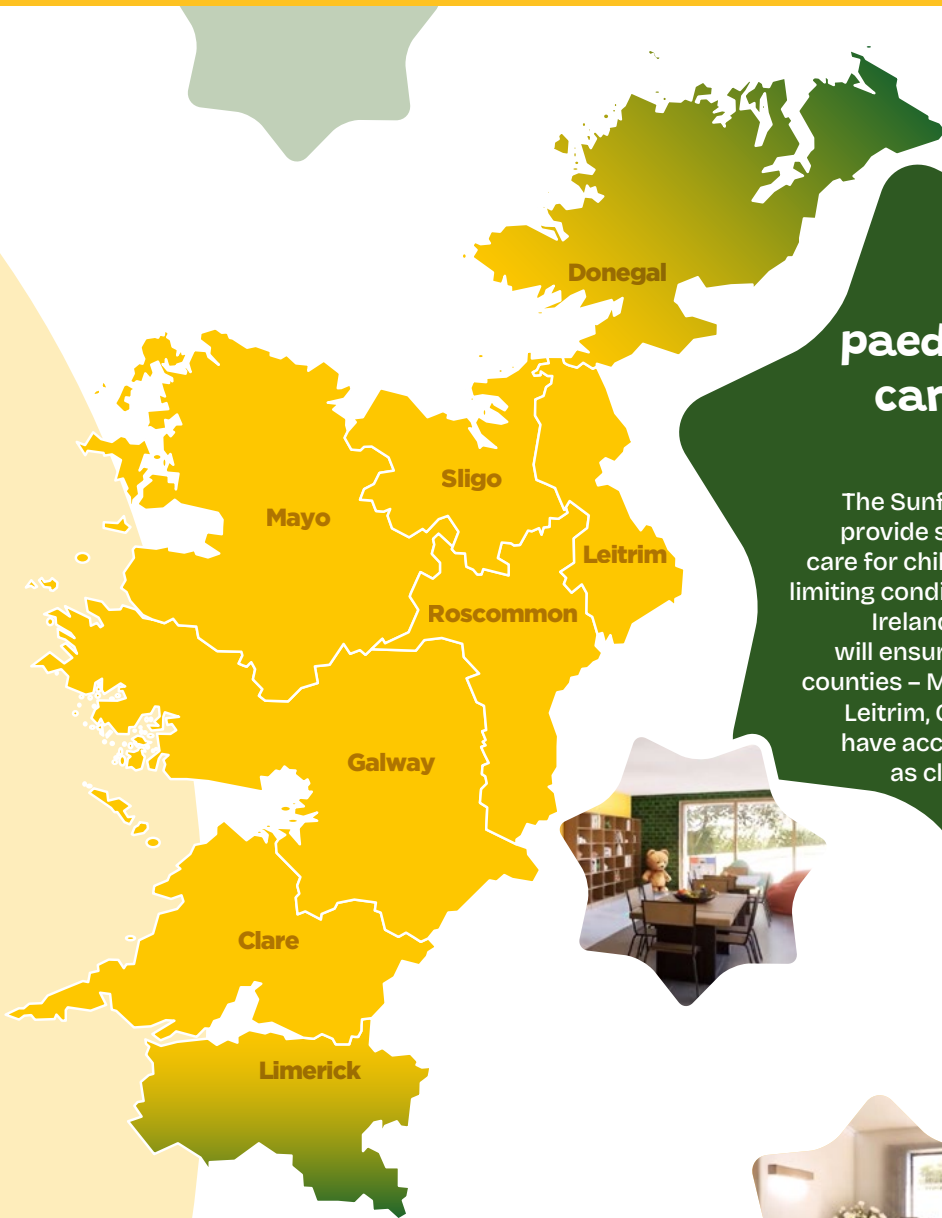 Donegal
Sligo
Mayo
Leitrim
Roscommon
Galway
Clare
Limerick
paed
car
The Sunf
provide s
care for chil
limiting condi
Ireland
will ensur
counties – M
Leitrim,
have acc
as cl